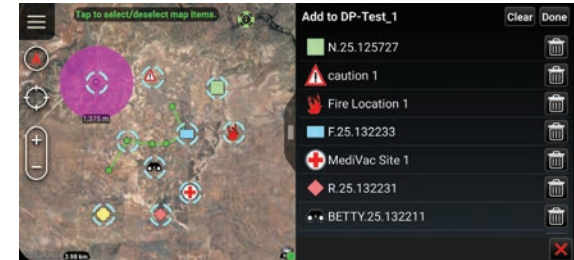 Tap to select/deselect map items.
1,375 m
3.98 km
Add to DP-Test_1
Clear
Done
N.25.125727
caution 1
Fire Location 1
F.25.132233
MediVac Site 1
R.25.132231
BETTY.25.132211